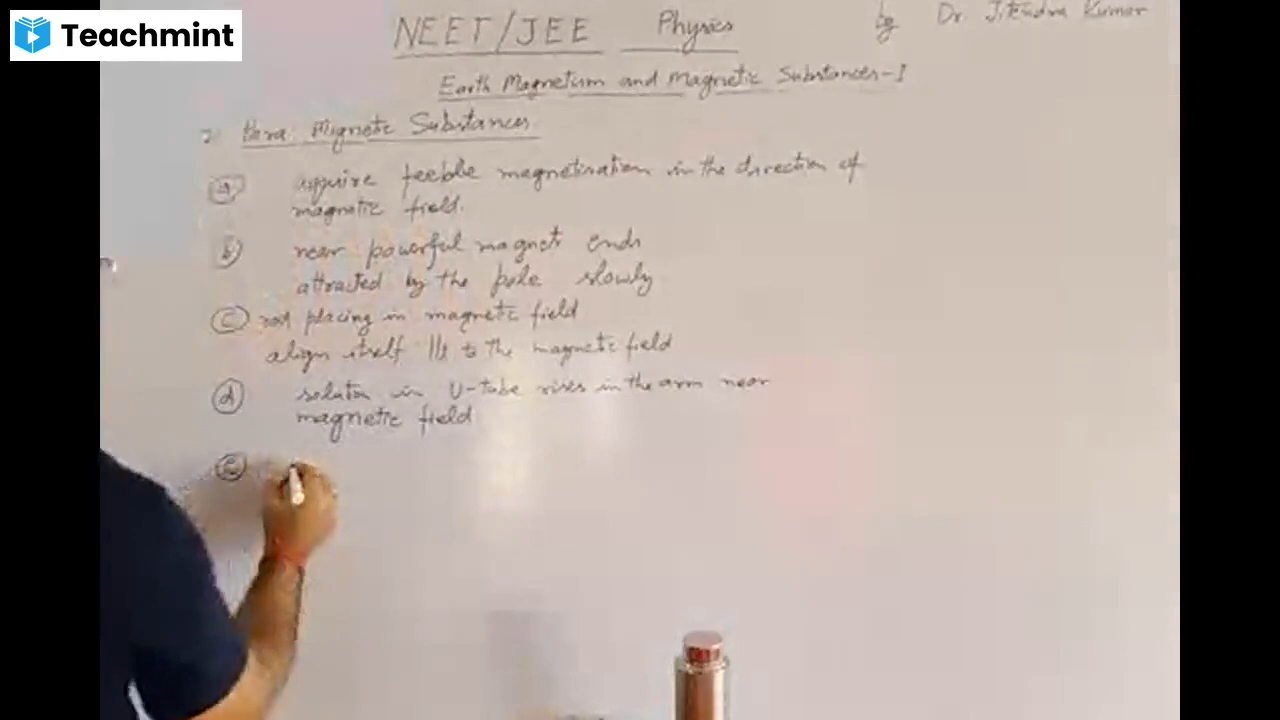 Teachmint
NEET/JEE Physics by Dr. Jitendra Kumar
Earth Magnetism and Magnetic Substances-I
2. Para Magnetic Substances
(a) acquire feeble magnetisation in the direction of
magnetic field.
(b) near powerful magnet ends
attracted by the pole slowly
(c) rod placing in magnetic field
align itself || to the magnetic field
(d) in U-tube rises in the arm near
magnetic field
(e)